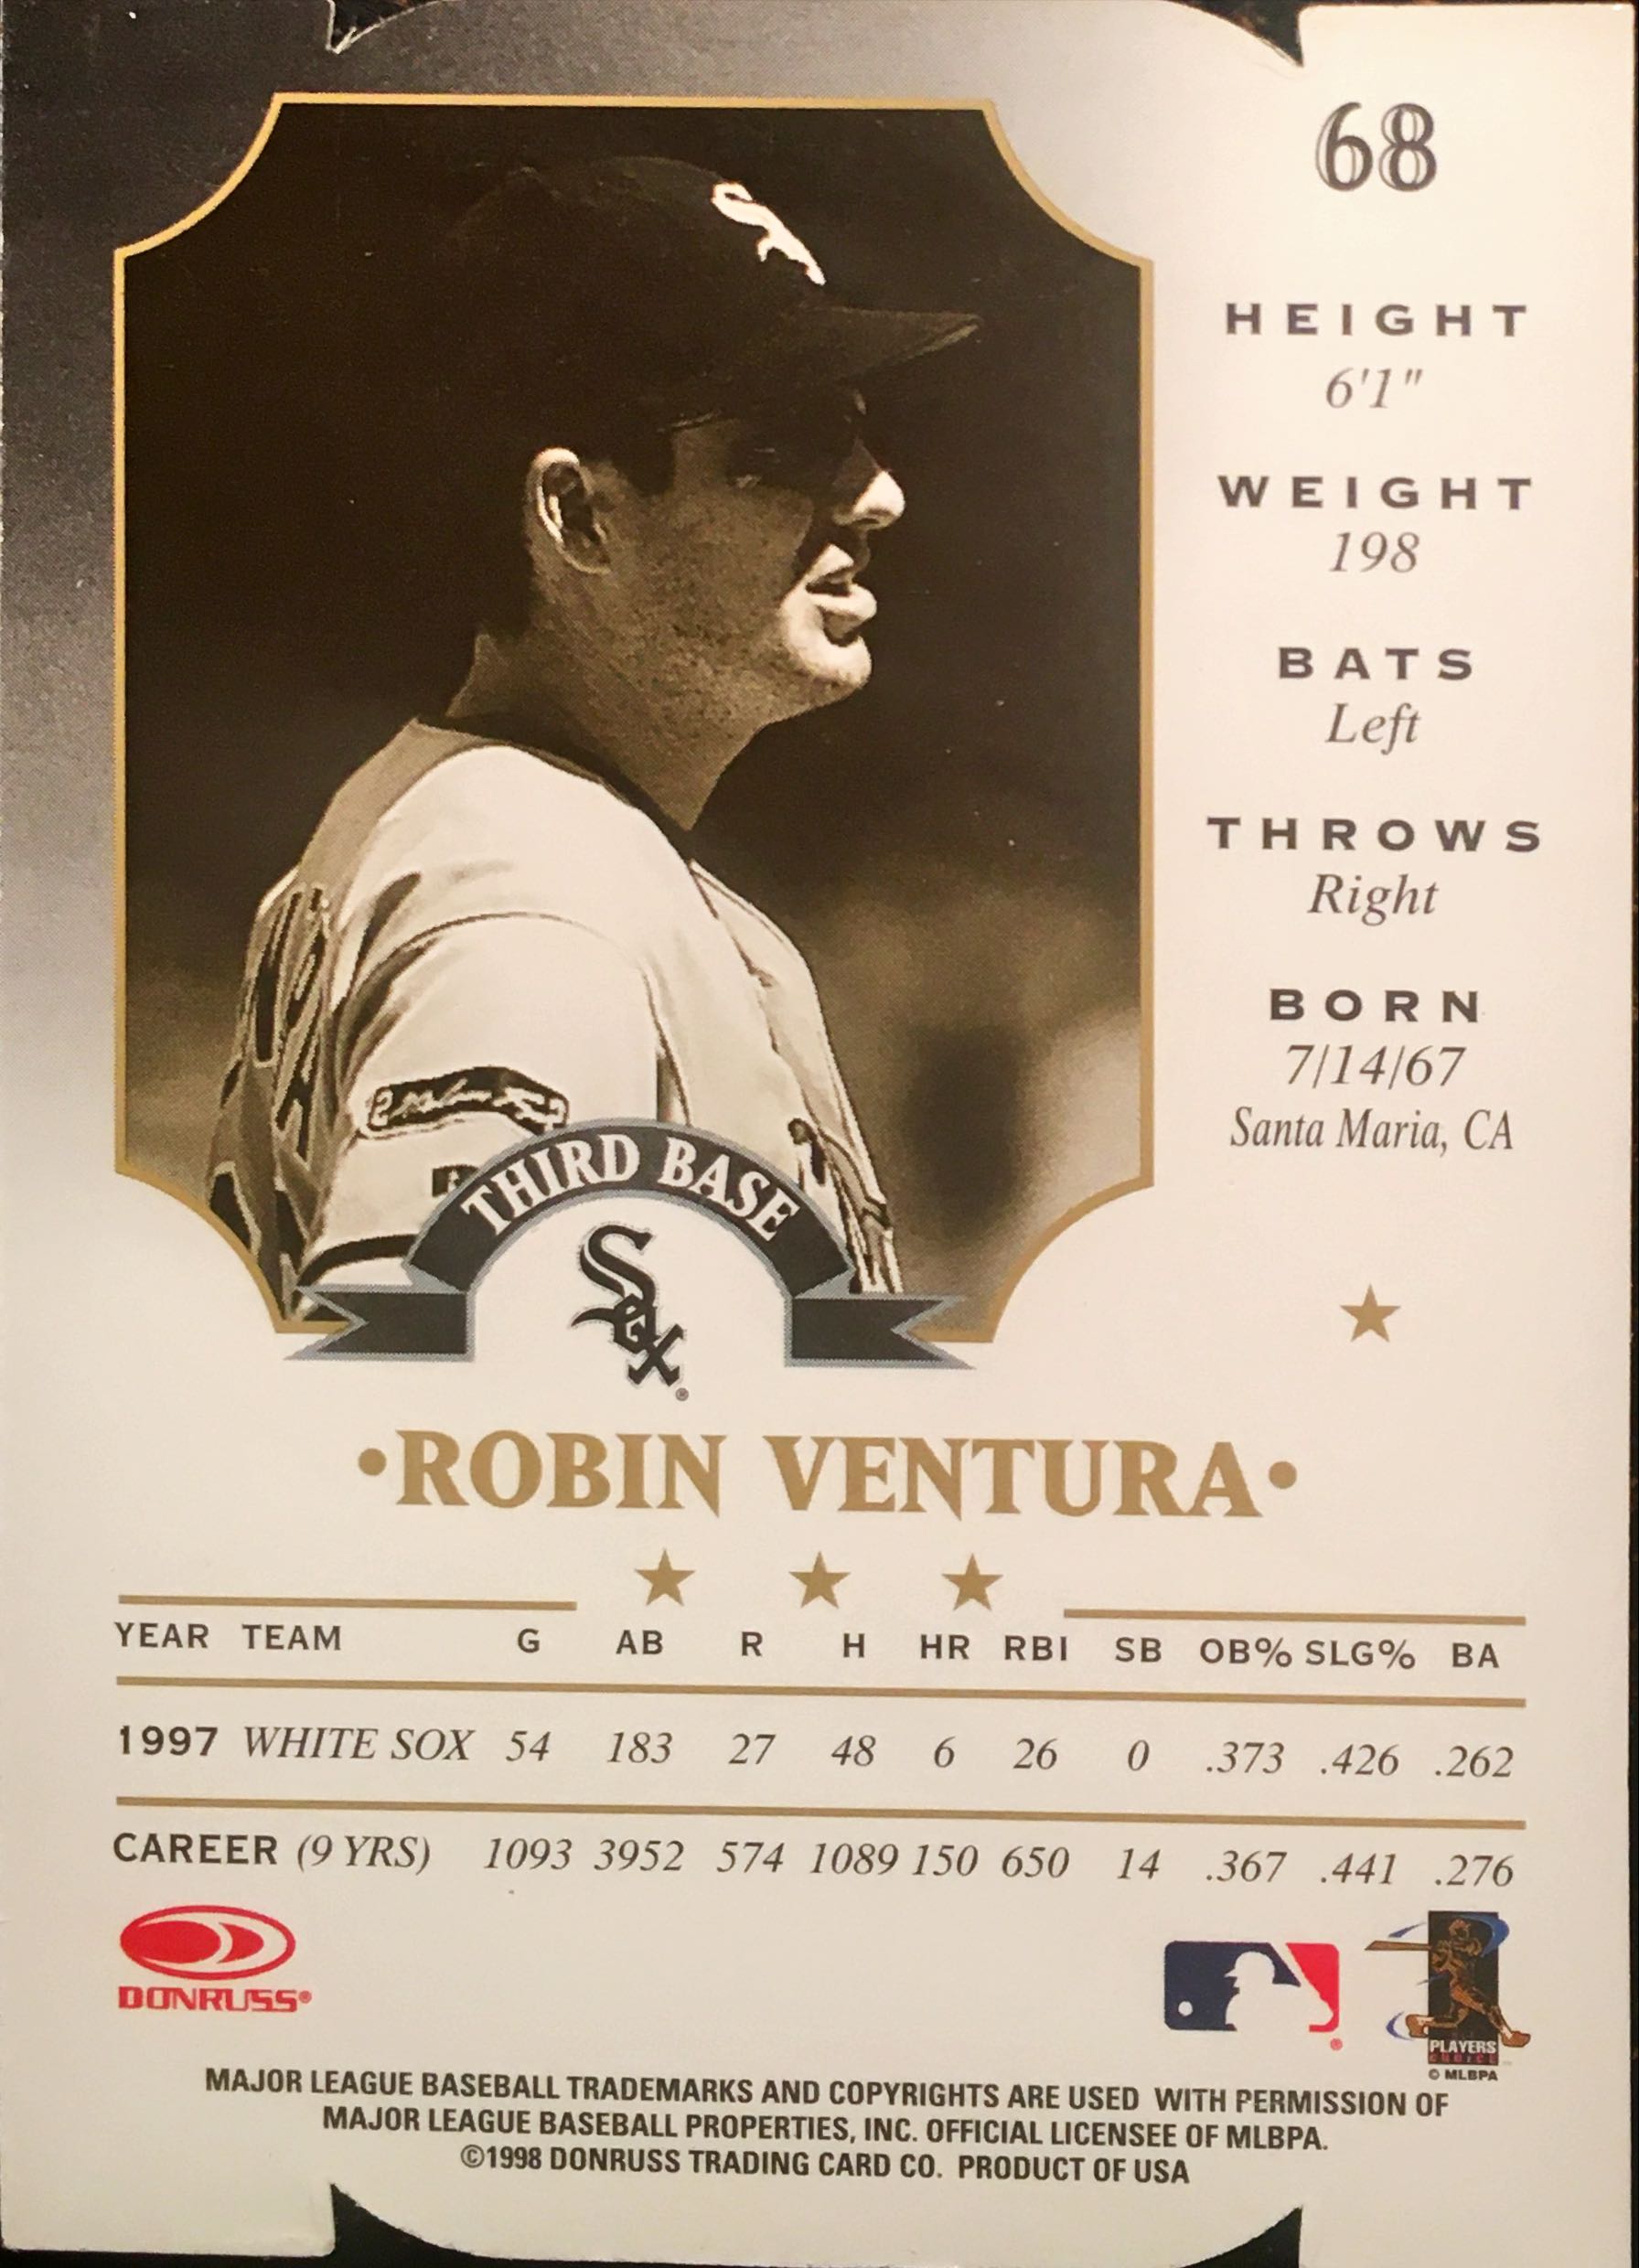 68
HEIGHT
6'1"
WEIGHT
198
BATS
Left
THROWS
Right
BORN
7/14/67
Santa Maria, CA
THIRD BASE
Sox
•ROBIN VENTURA•
YEAR TEAM G AB R H HR RBI SB OB% SLG% BA
1997 WHITE SOX 54 183 27 48 6 26 0 .373 .426 .262
CAREER (9 YRS) 1093 3952 574 1089 150 650 14 .367 .441 .276
DONRUSS®
PLAYERS
CHOICE
© MLBPA
MAJOR LEAGUE BASEBALL TRADEMARKS AND COPYRIGHTS ARE USED WITH PERMISSION OF
MAJOR LEAGUE BASEBALL PROPERTIES, INC. OFFICIAL LICENSEE OF MLBPA.
©1998 DONRUSS TRADING CARD CO. PRODUCT OF USA